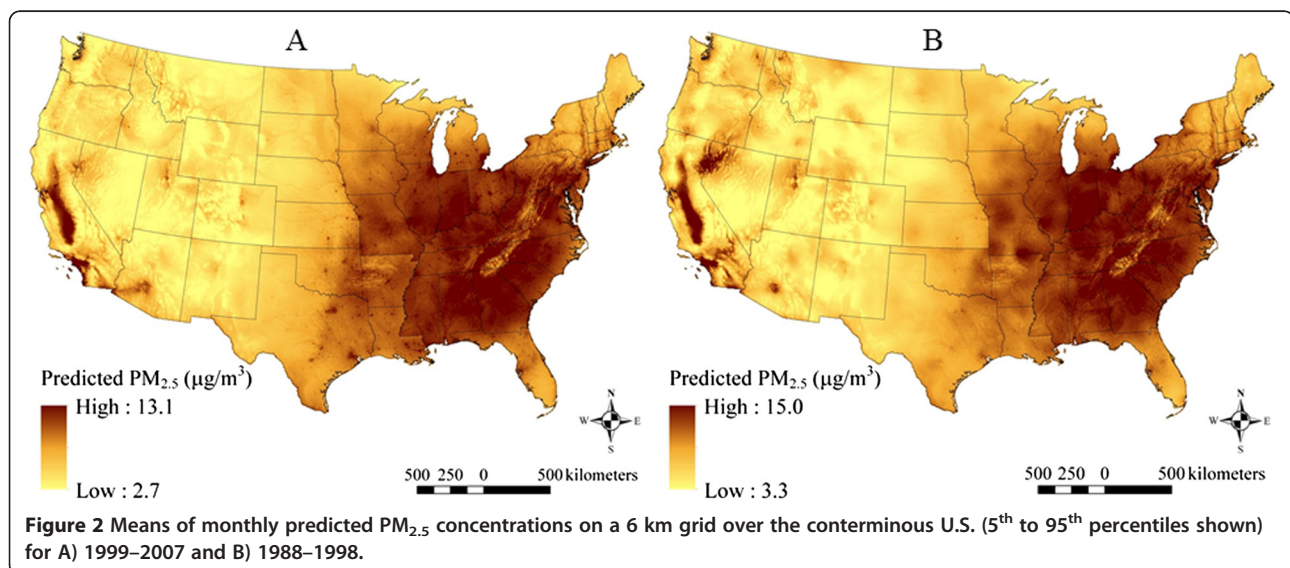 A
B
Predicted PM2.5 (μg/m3)
High : 13.1
Low : 2.7
N
W
E
S
500 250 0 500 kilometers
Predicted PM2.5 (μg/m3)
High : 15.0
Low : 3.3
N
W
E
S
500 250 0 500 kilometers
Figure 2 Means of monthly predicted PM2.5 concentrations on a 6 km grid over the conterminous U.S. (5th to 95th percentiles shown)
for A) 1999–2007 and B) 1988–1998.